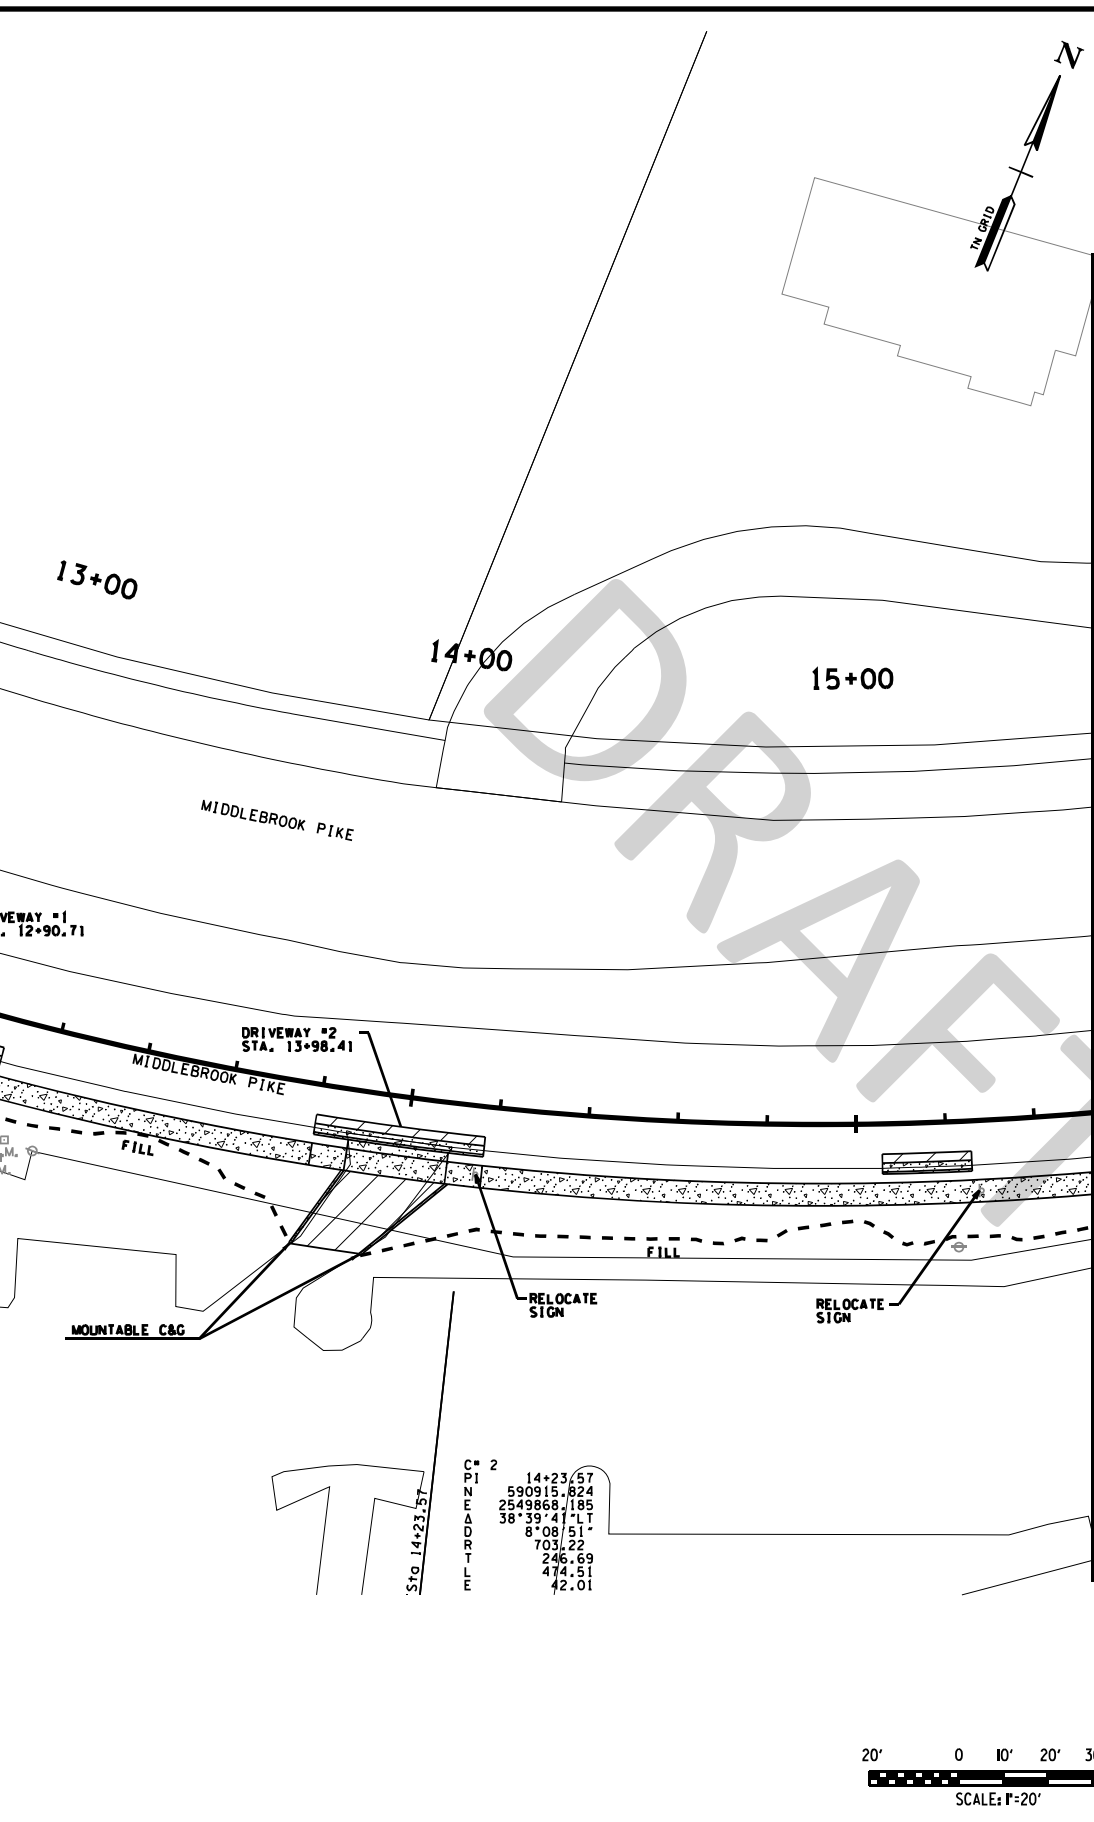 N
TN GRID
13+00
14+00
15+00
MIDDLEBROOK PIKE
VEWAY #1
. 12+90.71
DRIVEWAY #2
STA. 13+98.41
MIDDLEBROOK PIKE
M.
M.
FILL
FILL
RELOCATE
SIGN
RELOCATE
SIGN
MOUNTABLE C&G
DRAFT
Sta 14+23.57
C# 2
PI 14+23.57
N 590915.824
E 2549868.185
Δ 38°39'41"LT
D 8°08'51"
R 703.22
T 246.69
L 474.51
E 42.01
20' 0 10' 20'
SCALE: 1"=20'